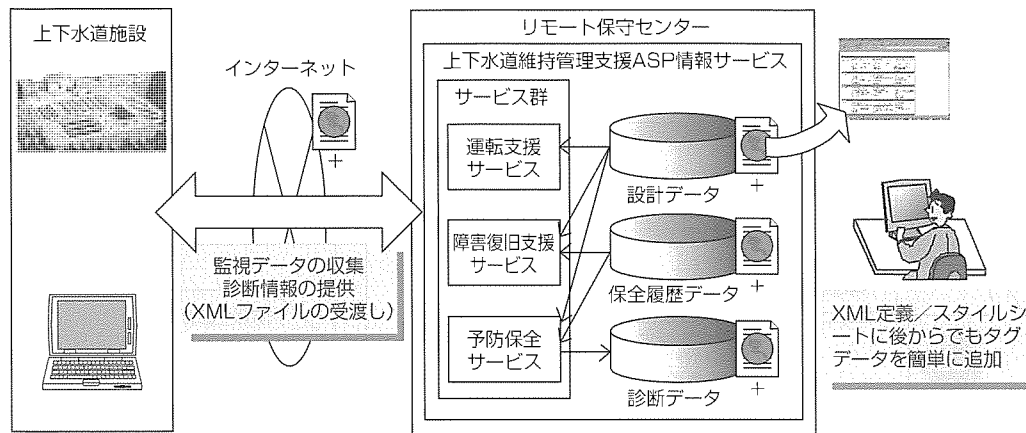 上下水道施設
インターネット
+
監視データの収集
診断情報の提供
(XMLファイルの受渡し)
リモート保守センター
上下水道維持管理支援ASP情報サービス
サービス群
運転支援
サービス
障害復旧支援
サービス
予防保全
サービス
+
設計データ
+
保全履歴データ
+
診断データ
XML定義／スタイルシ
ートに後からでもタグ
データを簡単に追加